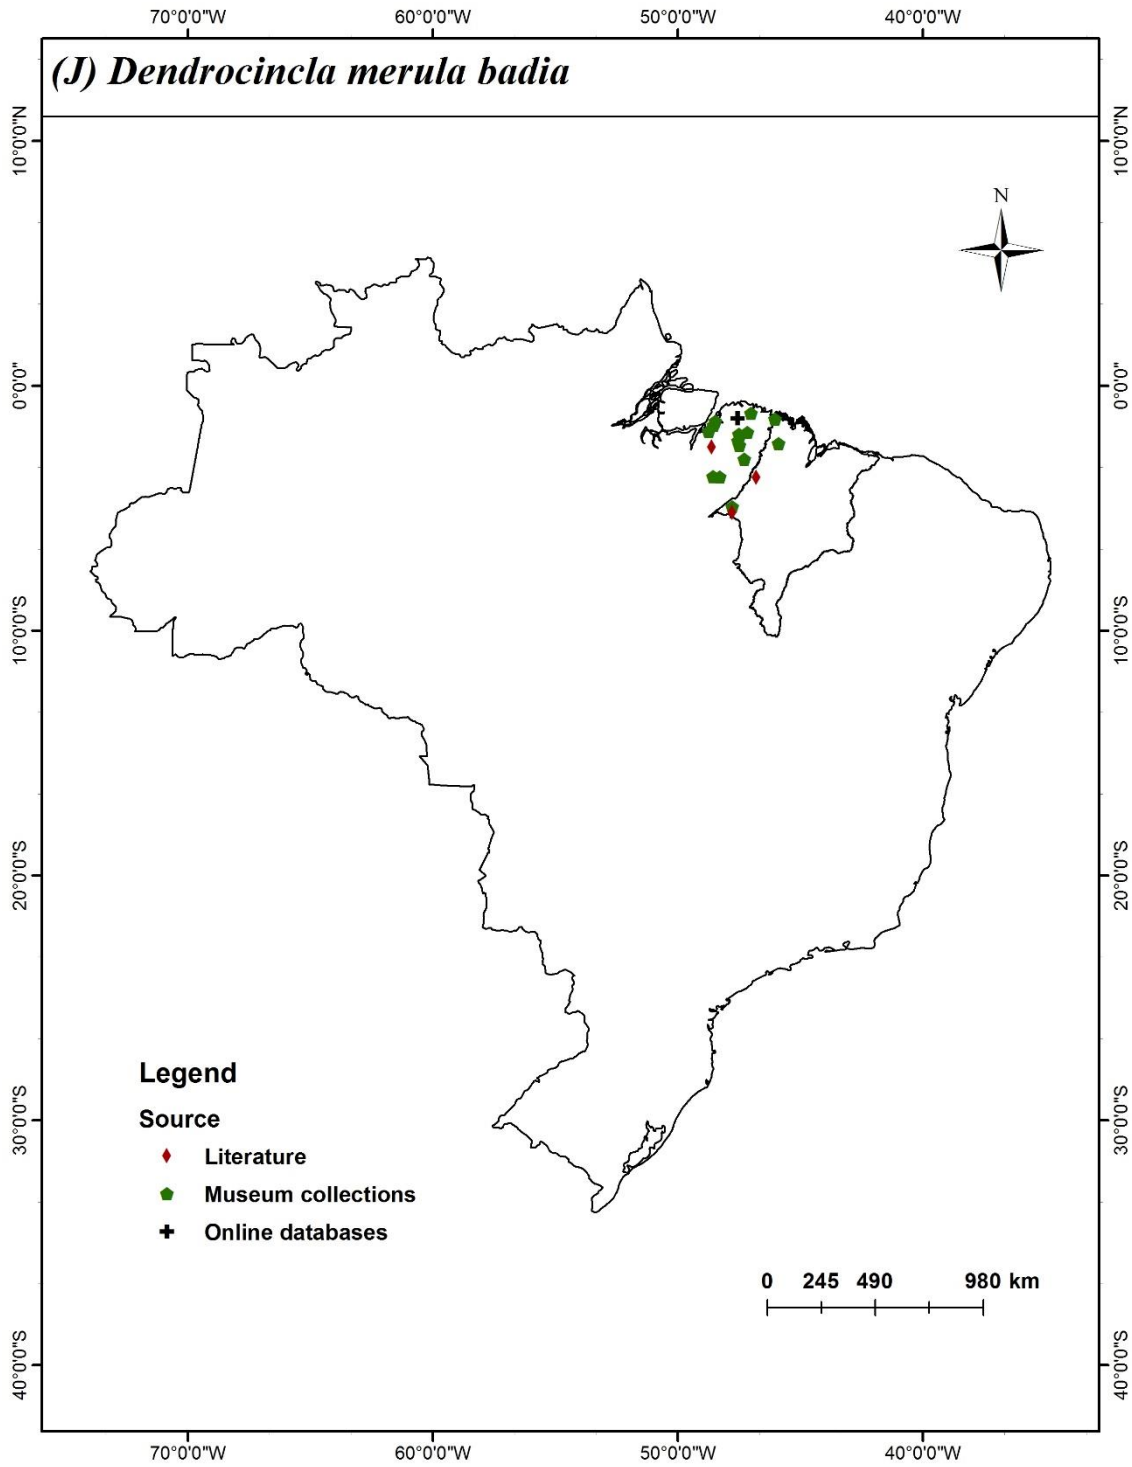 70°0'0"W 60°0'0"W 50°0'0"W 40°0'0"W
(J) Dendrocincla merula badia
10°0'0"N 10°0'0"N
N
0°0'0" 0°0'0"
10°0'0"S 10°0'0"S
20°0'0"S 20°0'0"S
Legend
Source
30°0'0"S 30°0'0"S
Literature
Museum collections
Online databases
0 245 490 980 km
40°0'0"S 40°0'0"S
70°0'0"W 60°0'0"W 50°0'0"W 40°0'0"W